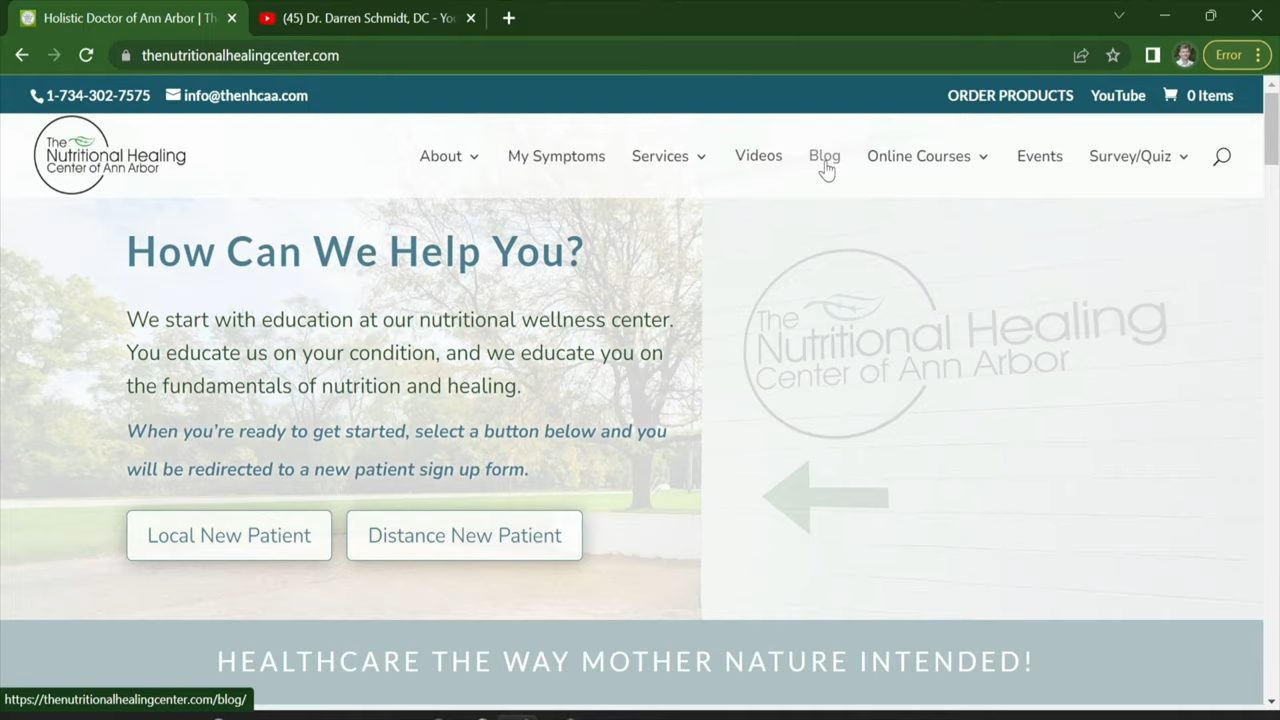 Holistic Doctor of Ann Arbor | Th
(45) Dr. Darren Schmidt, DC - Yo
thenutritionalhealingcenter.com
Error
1-734-302-7575
info@thenhcaa.com
ORDER PRODUCTS
YouTube
0 Items
The
Nutritional Healing
Center of Ann Arbor
About
My Symptoms
Services
Videos
Blog
Online Courses
Events
Survey/Quiz
How Can We Help You?
We start with education at our nutritional wellness center.
You educate us on your condition, and we educate you on
the fundamentals of nutrition and healing.
When you're ready to get started, select a button below and you
will be redirected to a new patient sign up form.
Local New Patient
Distance New Patient
The
Nutritional Healing
Center of Ann Arbor
HEALTHCARE THE WAY MOTHER NATURE INTENDED!
https://thenutritionalhealingcenter.com/blog/